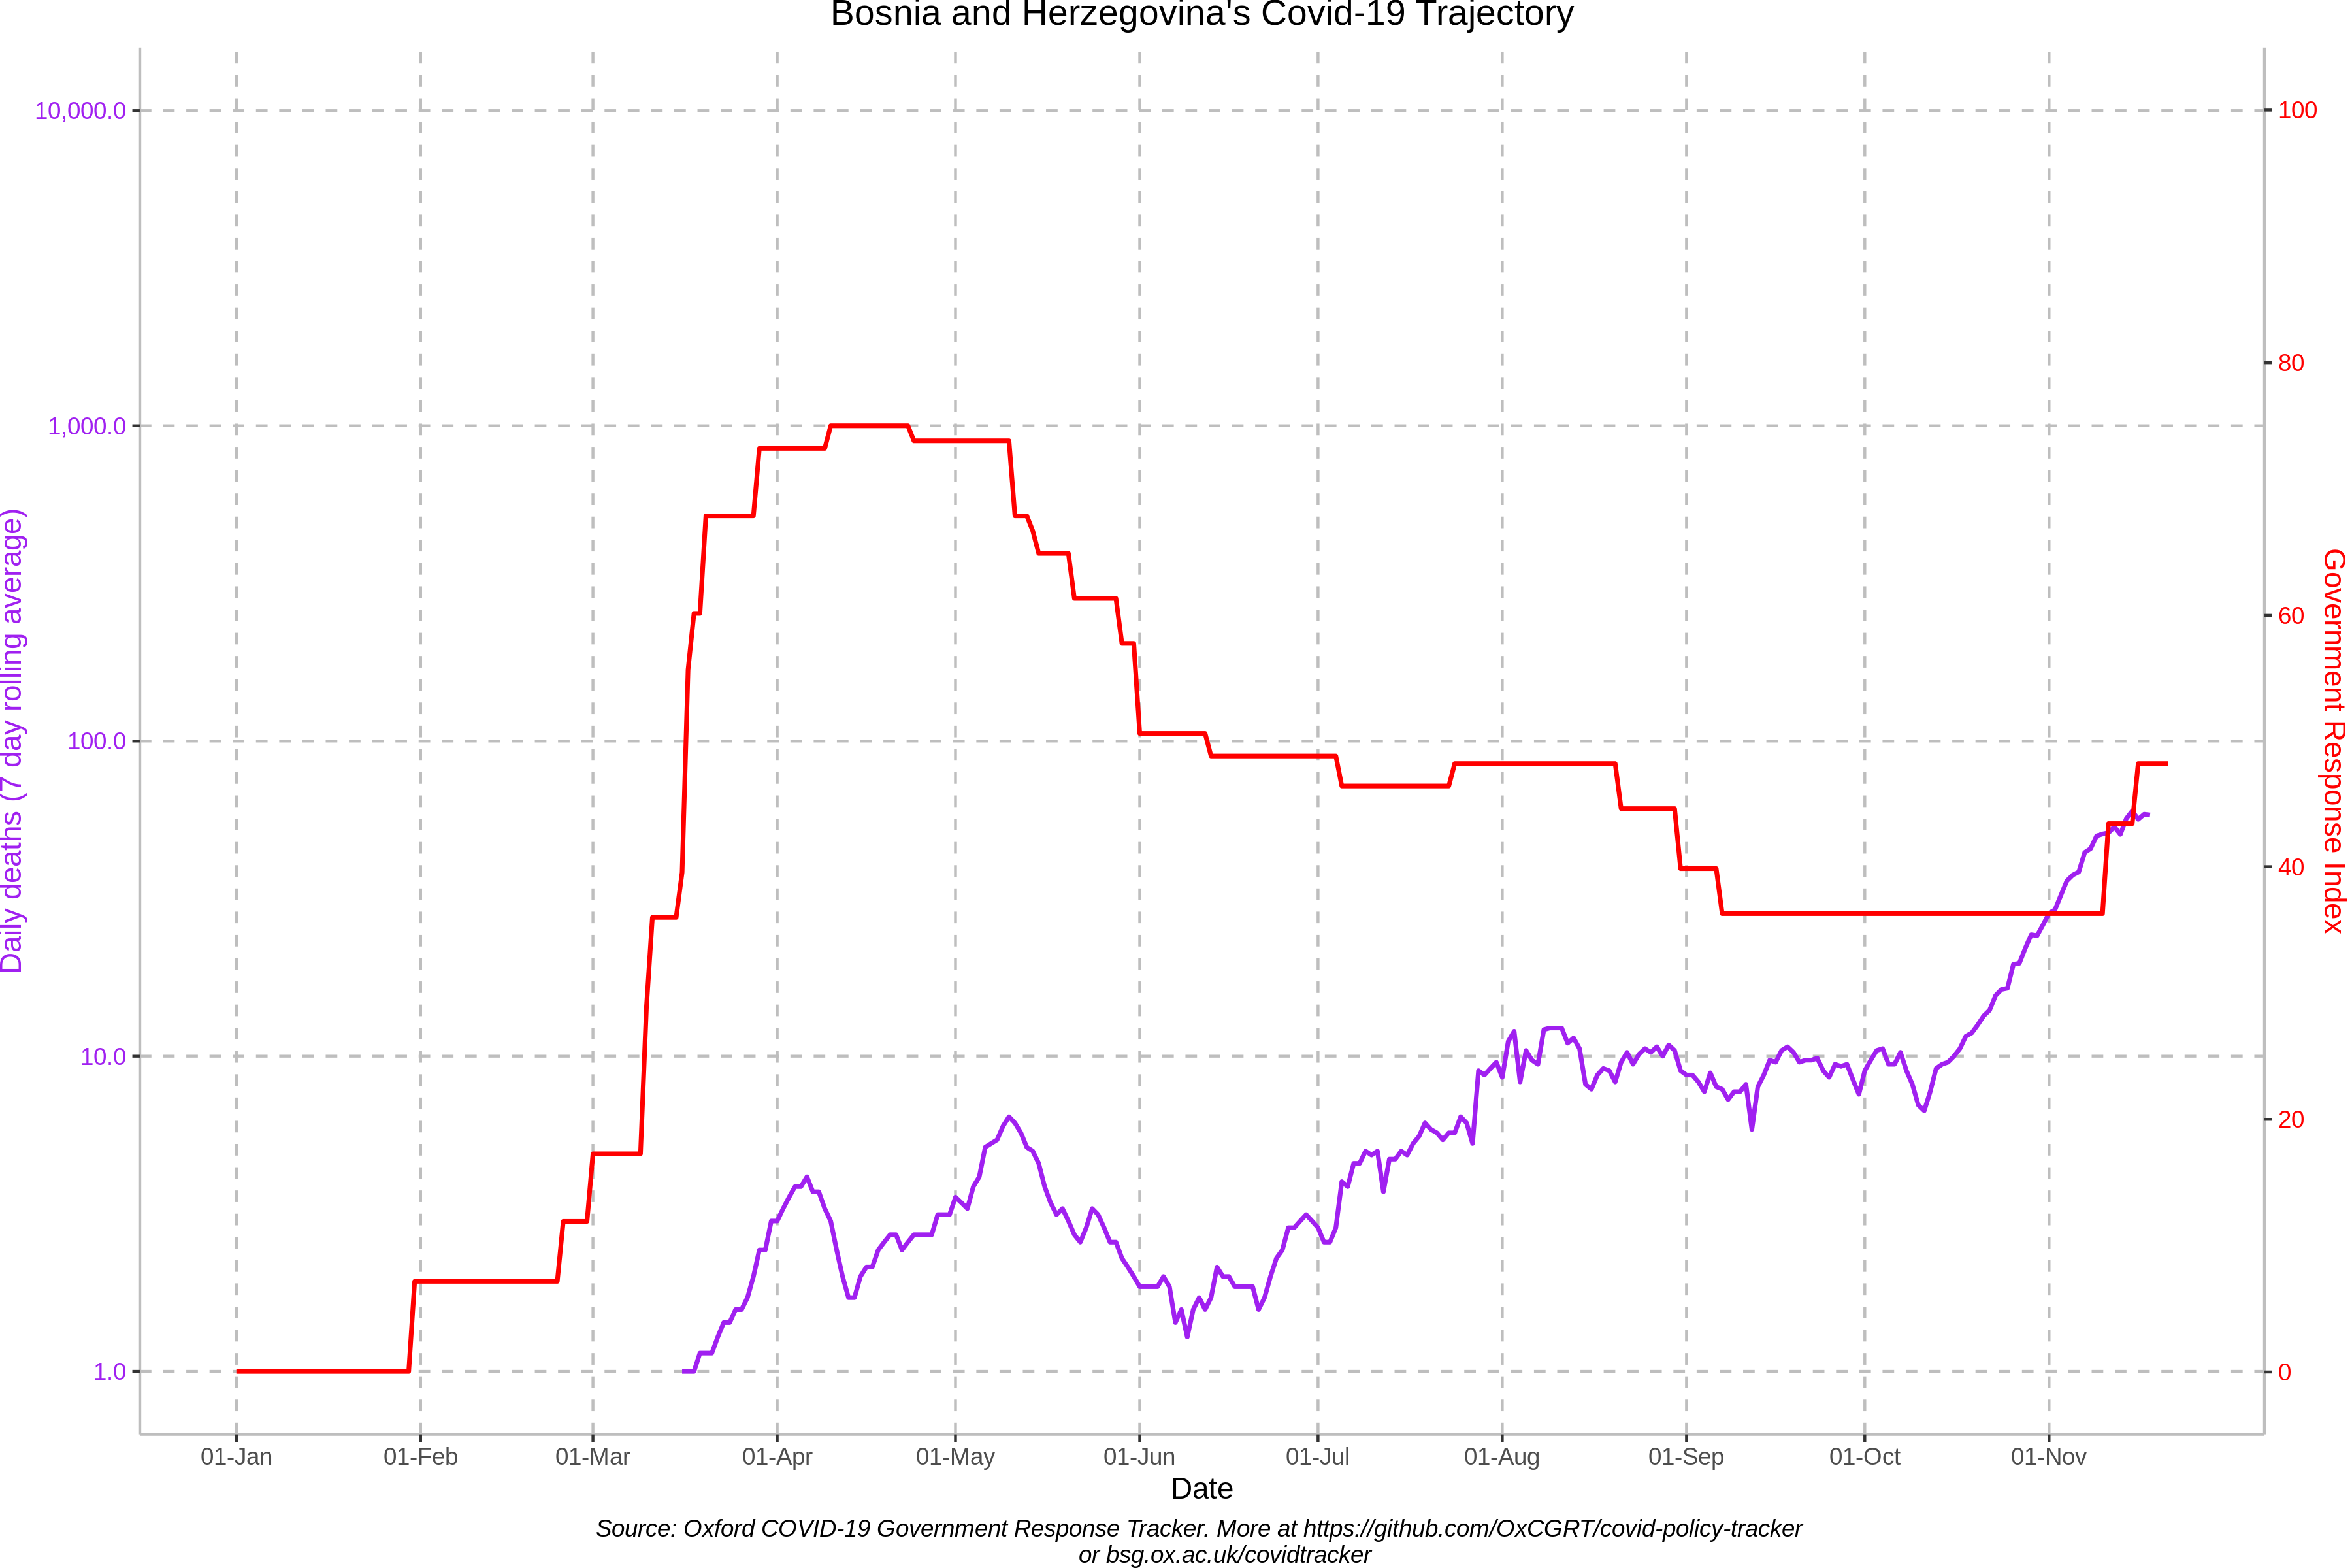 Bosnia and Herzegovina's Covid-19 Trajectory
Daily deaths (7 day rolling average)
10,000.0
1,000.0
100.0
10.0
1.0
100
80
60
40
20
0
Government Response Index
01-Jan
01-Feb
01-Mar
01-Apr
01-May
01-Jun
01-Jul
01-Aug
01-Sep
01-Oct
01-Nov
Date
Source: Oxford COVID-19 Government Response Tracker. More at https://github.com/OxCGRT/covid-policy-tracker
or bsg.ox.ac.uk/covidtracker